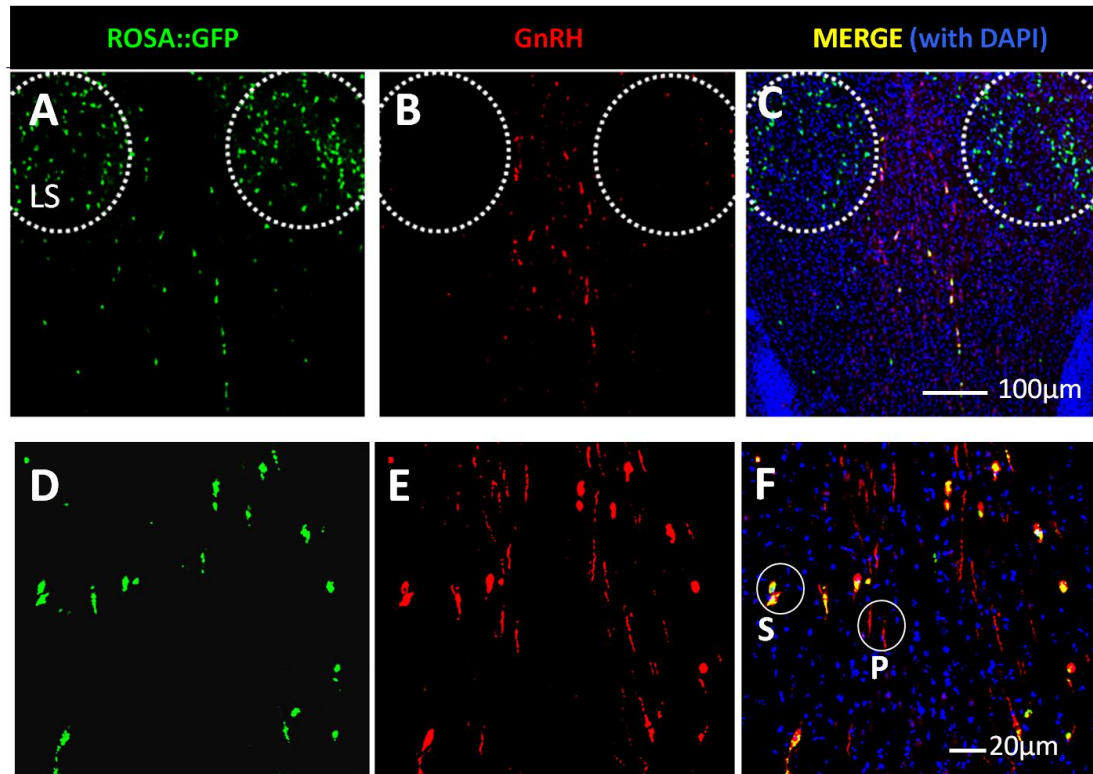 ROSA::GFP GnRH MERGE (with DAPI)
A B C
LS
100µm
D E F
S
P
20µm